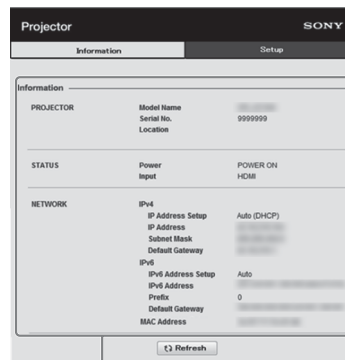 Projector SONY
Information Setup
Information
PROJECTOR Model Name
Serial No. 9999999
Location
STATUS Power POWER ON
Input HDMI
NETWORK IPv4
IP Address Setup Auto (DHCP)
IP Address
Subnet Mask
Default Gateway
IPv6
IPv6 Address Setup Auto
IPv6 Address
Prefix 0
Default Gateway
MAC Address
Refresh